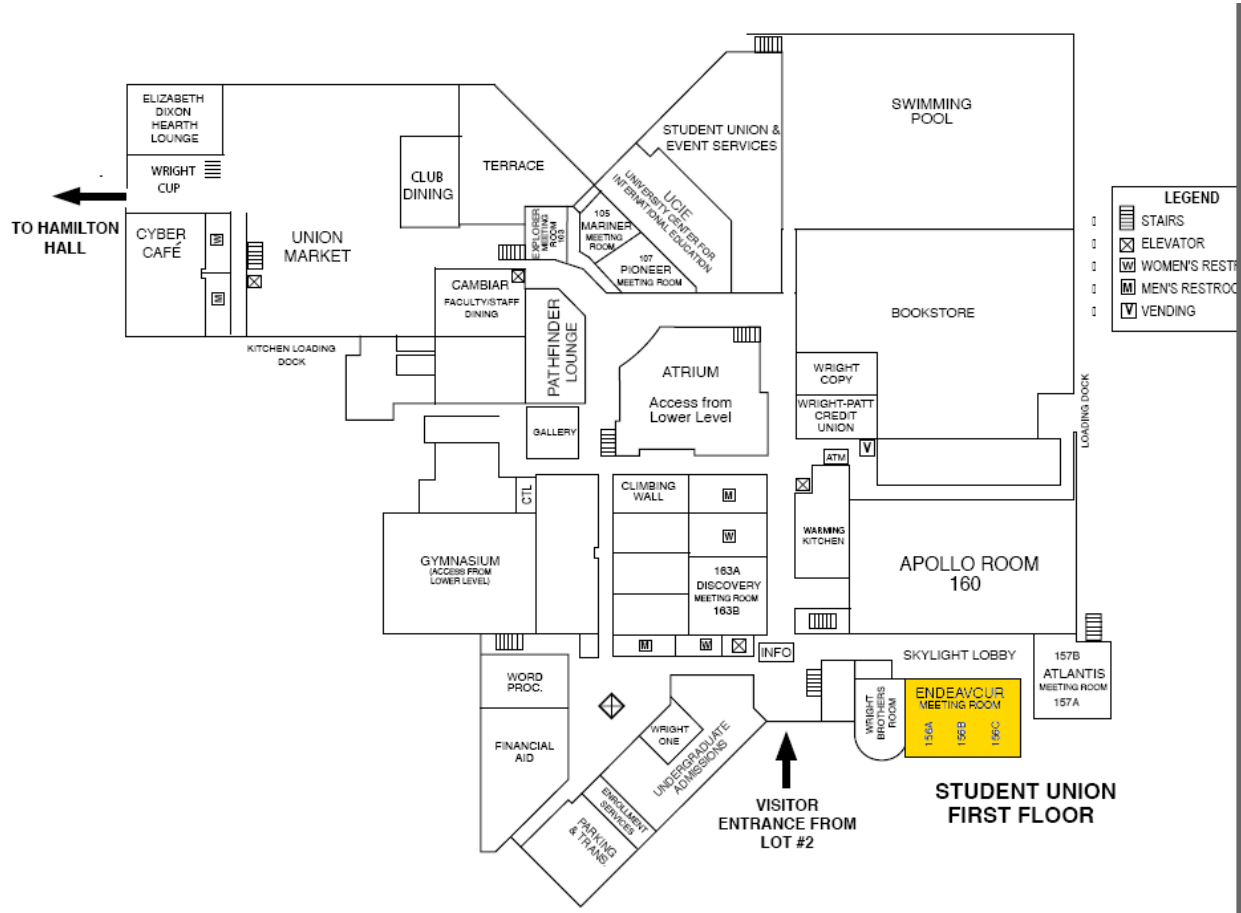 ELIZABETH
DIXON
HEARTH
LOUNGE
WRIGHT
CUP
TO HAMILTON
HALL
CYBER
CAFÉ
W
W
UNION
MARKET
CLUB
DINING
TERRACE
STUDENT UNION &
EVENT SERVICES
UCIE
UNIVERSITY CENTER FOR
INTERNATIONAL EDUCATION
EXPLORER
MEETING
ROOM
103
105
MARINER
MEETING
ROOM
107
PIONEER
MEETING ROOM
SWIMMING
POOL
LEGEND
STAIRS
ELEVATOR
W WOMEN'S RESTR
M MEN'S RESTROO
V VENDING
BOOKSTORE
CAMBIAR
FACULTY/STAFF
DINING
KITCHEN LOADING
DOCK
PATHFINDER
LOUNGE
ATRIUM
Access from
Lower Level
WRIGHT
COPY
WRIGHT-PATT
CREDIT
UNION
LOADING DOCK
GALLERY
V
ATM
CTL
CLIMBING
WALL
M
W
WARMING
KITCHEN
GYMNASIUM
(ACCESS FROM
LOWER LEVEL)
163A
DISCOVERY
MEETING ROOM
163B
APOLLO ROOM
160
M
W
INFO
SKYLIGHT LOBBY
157B
ATLANTIS
MEETING ROOM
157A
WORD
PROC.
WRIGHT
BROTHERS
ROOM
ENDEAVCUR
MEETING ROOM
156A
156B
156C
FINANCIAL
AID
WRIGHT
ONE
UNDERGRADUATE
ADMISSIONS
ENROLLMENT
SERVICES
PARKING
& TRANS.
VISITOR
ENTRANCE FROM
LOT #2
STUDENT UNION
FIRST FLOOR